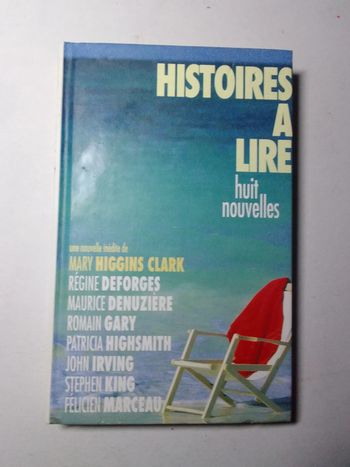 HISTOIRES
A
LIRE
huit
nouvelles
une nouvelle inédite de
MARY HIGGINS CLARK
RÉGINE DEFORGES
MAURICE DENUZIÈRE
ROMAIN GARY
PATRICIA HIGHSMITH
JOHN IRVING
STEPHEN KING
FÉLICIEN MARCEAU